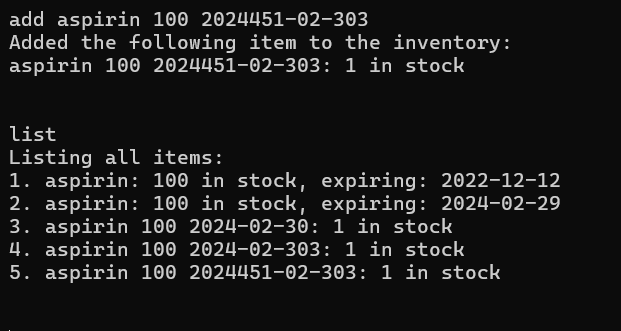 add aspirin 100 2024451-02-303
Added the following item to the inventory:
aspirin 100 2024451-02-303: 1 in stock
list
Listing all items:
1. aspirin: 100 in stock, expiring: 2022-12-12
2. aspirin: 100 in stock, expiring: 2024-02-29
3. aspirin 100 2024-02-30: 1 in stock
4. aspirin 100 2024-02-303: 1 in stock
5. aspirin 100 2024451-02-303: 1 in stock